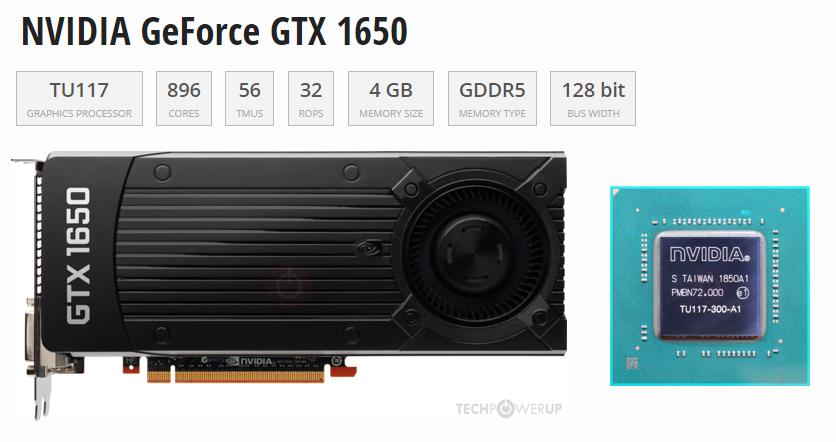 NVIDIA GeForce GTX 1650
TU117
GRAPHICS PROCESSOR
896
CORES
56
TMUS
32
ROPS
4 GB
MEMORY SIZE
GDDR5
MEMORY TYPE
128 bit
BUS WIDTH
GTX 1650
NVIDIA
TECHPOWERUP
NVIDIA®
S TAIWAN 1850A1
PMBN72.000 e1
TU117-300-A1